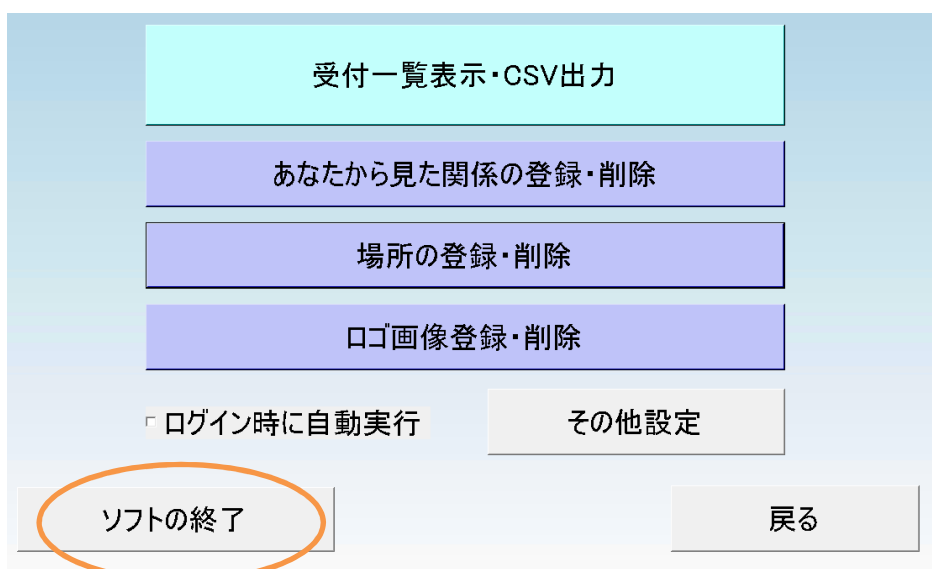 受付一覧表示・CSV出力
あなたから見た関係の登録・削除
場所の登録・削除
ロゴ画像登録・削除
ログイン時に自動実行
その他設定
ソフトの終了
戻る